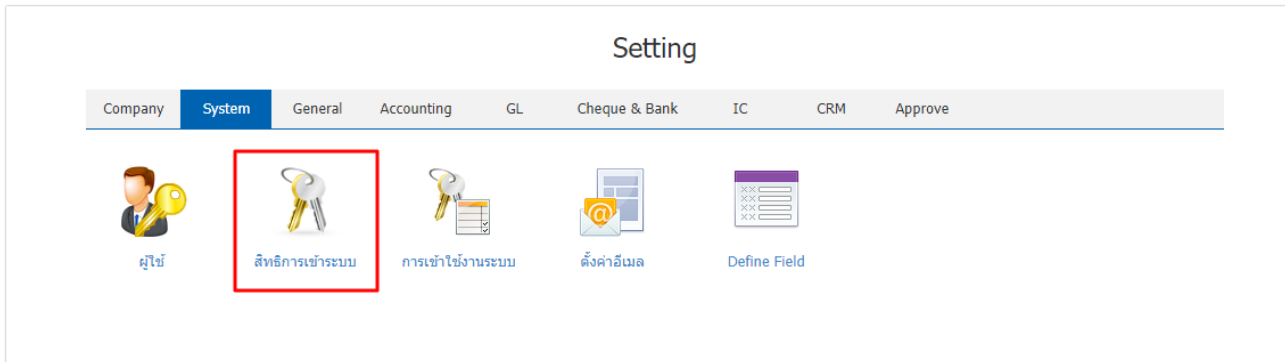 Setting
Company System General Accounting GL Cheque & Bank IC CRM Approve
ผู้ใช้ สิทธิการเข้าระบบ การเข้าใช้งานระบบ ตั้งค่าอีเมล Define Field